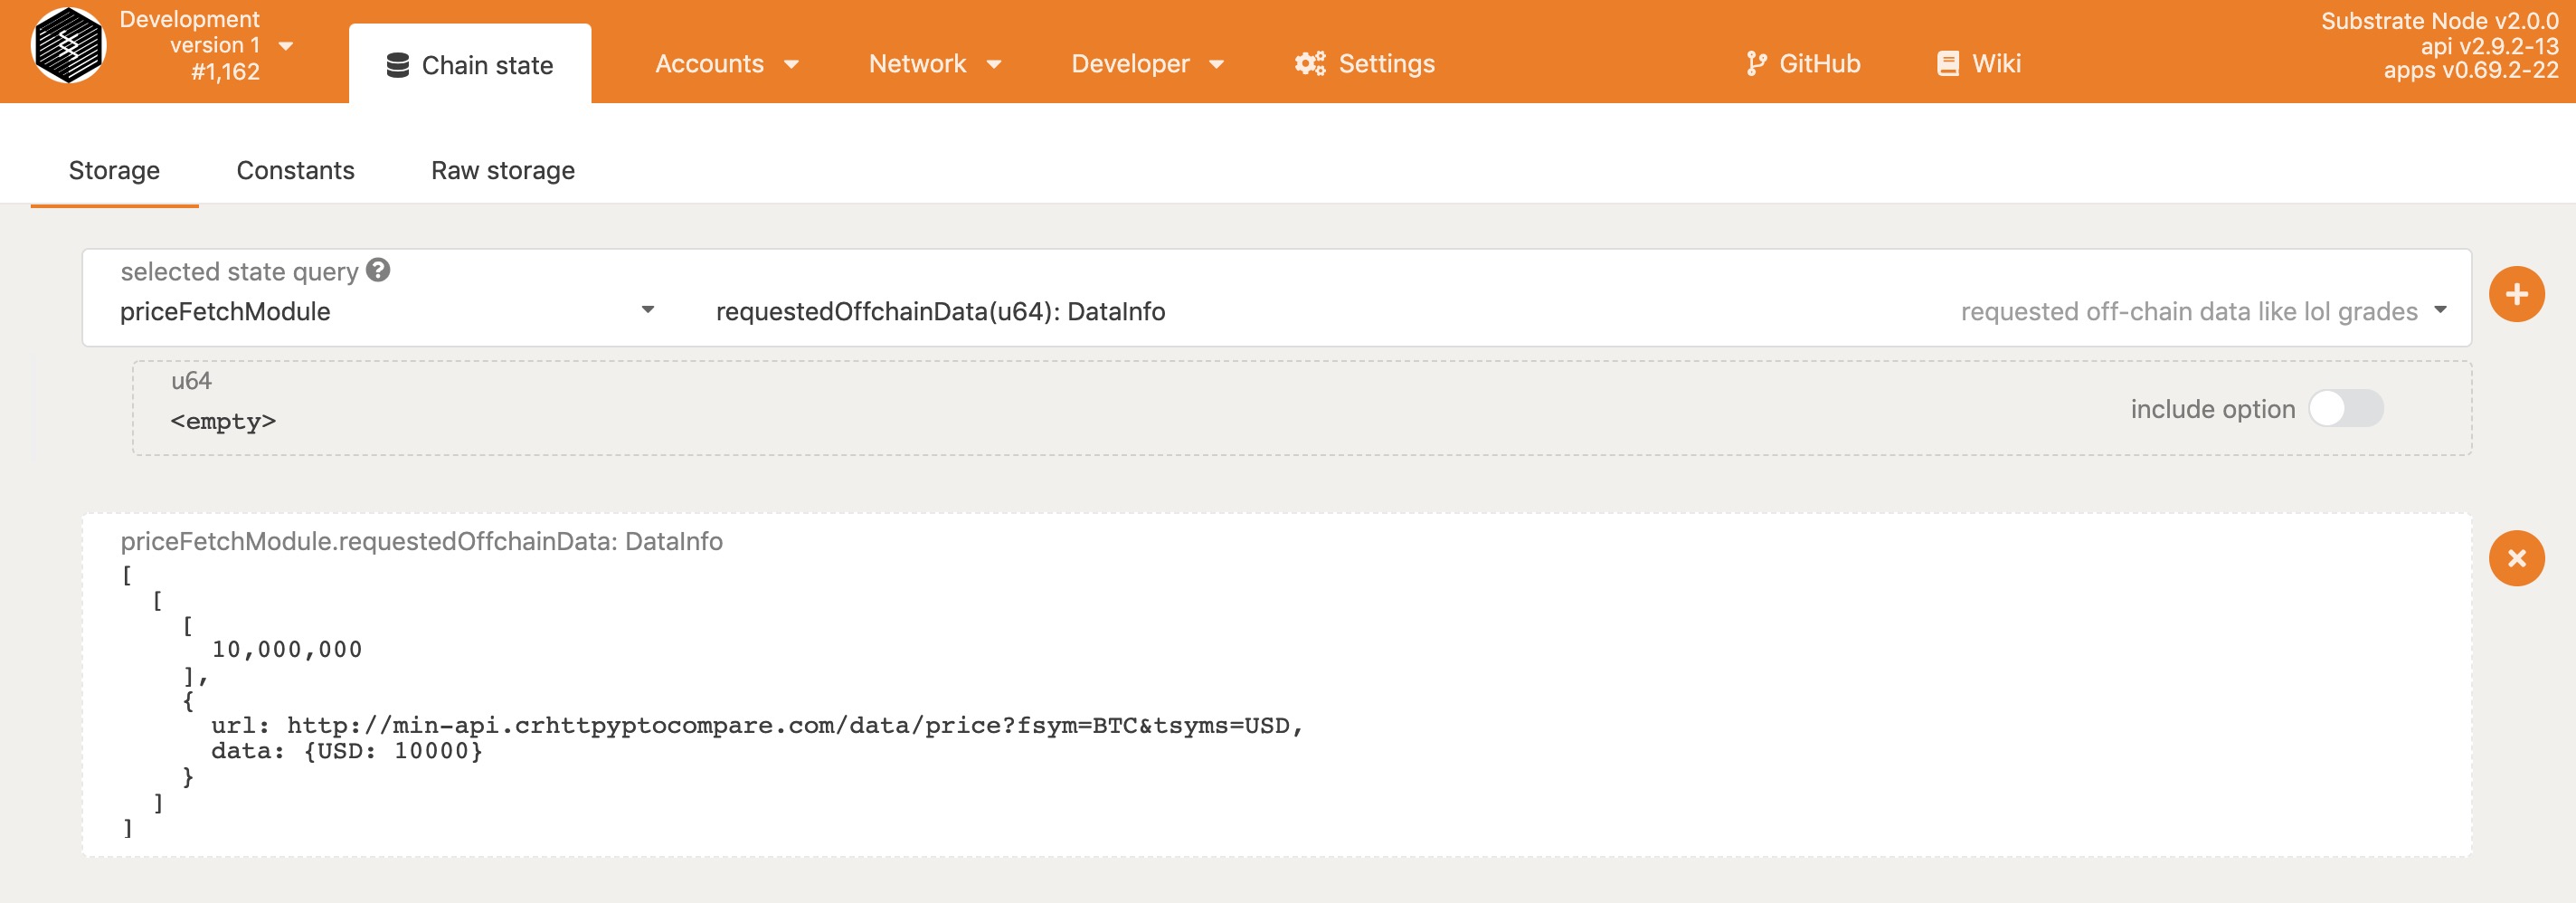 Development
version 1
#1,162
Chain state
Accounts
Network
Developer
Settings
GitHub
Wiki
Substrate Node v2.0.0
api v2.9.2-13
apps v0.69.2-22
Storage
Constants
Raw storage
selected state query
priceFetchModule
requestedOffchainData(u64): DataInfo
requested off-chain data like lol grades
u64
<empty>
include option
priceFetchModule.requestedOffchainData: DataInfo
[
[
[
10,000,000
],
{
url: http://min-api.crhttpyptocompare.com/data/price?fsym=BTC&tsyms=USD,
data: {USD: 10000}
}
]
]